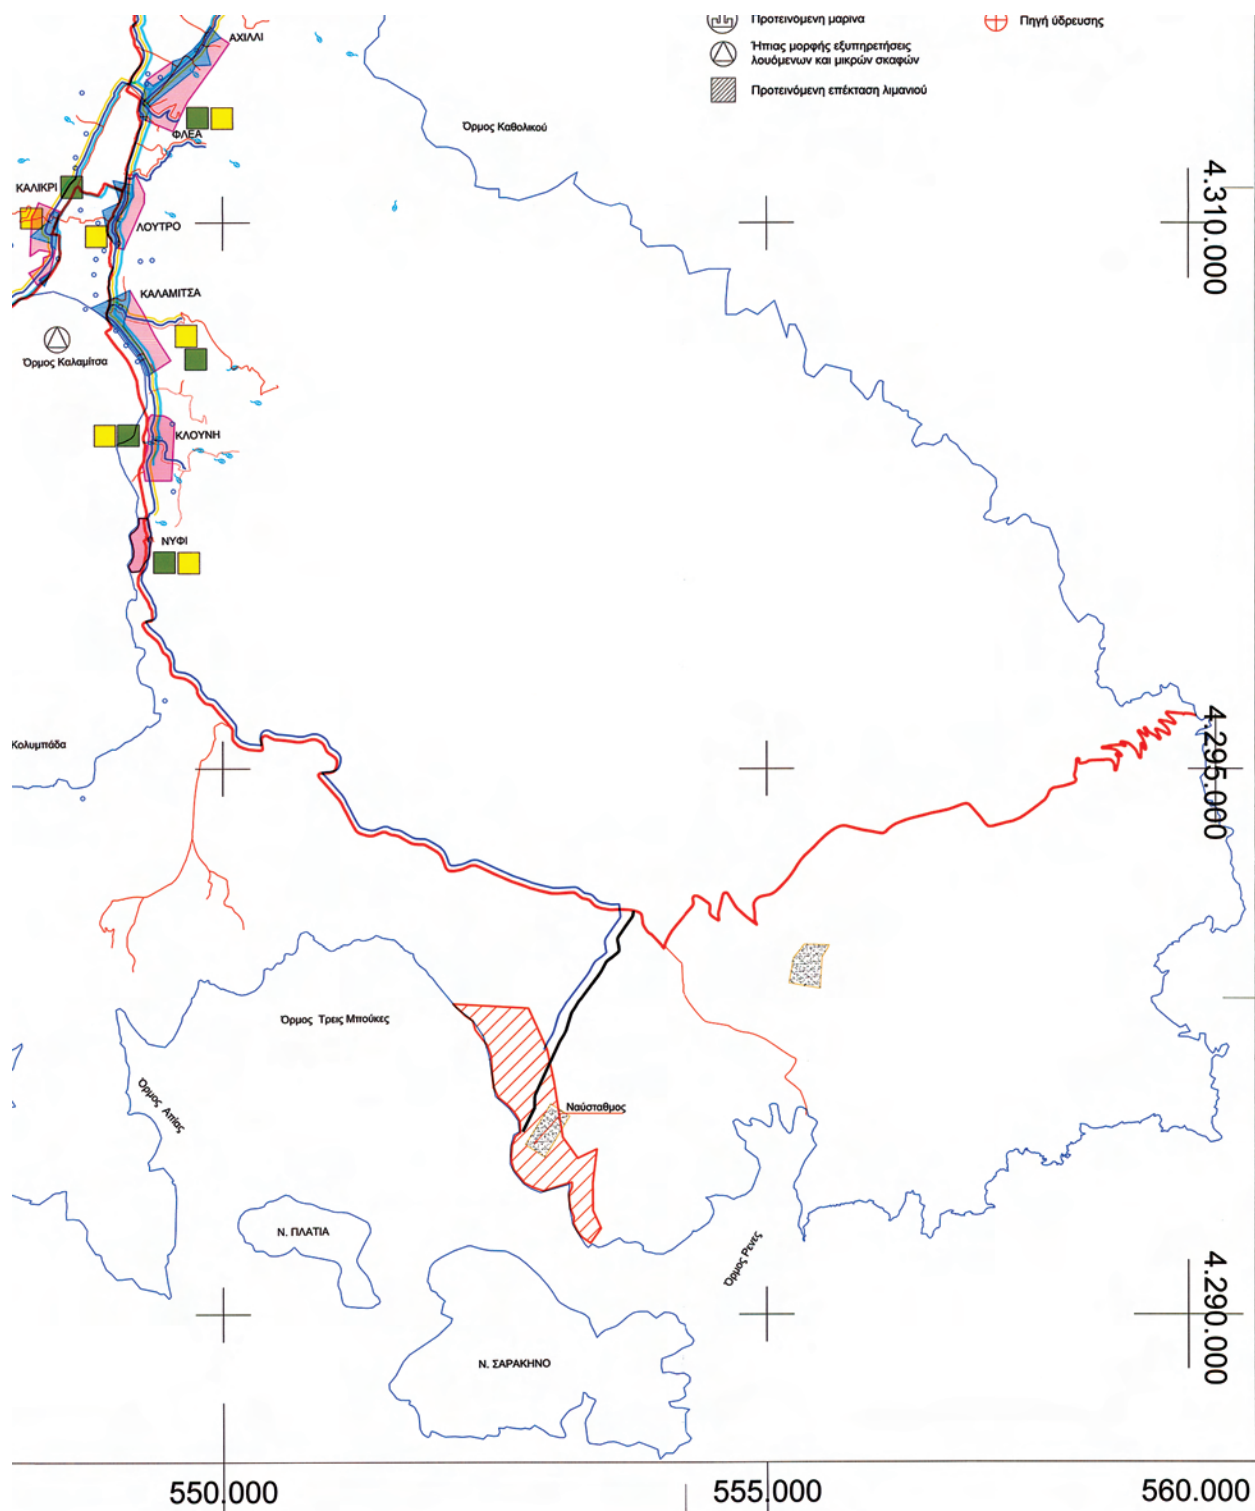 Προτεινόμενη μαρίνα
Πηγή ύδρευσης
Ήπιας μορφής εξυπηρετήσεις
λουόμενων και μικρών σκαφών
Προτεινόμενη επέκταση λιμανιού
ΑΧΙΛΛΙ
Όρμος Καθολικού
ΦΛΕΑ
ΚΑΛΙΚΡΙ
ΛΟΥΤΡΟ
4.310.000
ΚΑΛΑΜΙΤΣΑ
Όρμος Καλαμίτσα
ΚΛΟΥΝΗ
ΝΥΦΙ
Κολυμπάδα
4.295.000
Όρμος Τρεις Μπούκες
Όρμος Αιτίας
Ναύσταθμος
Ν. ΠΛΑΤΙΑ
Όρμος Ρενες
Ν. ΣΑΡΑΚΗΝΟ
4.290.000
550.000
555.000
560.000